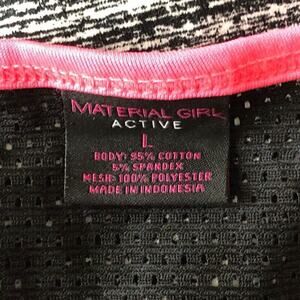 MATERIAL GIRL
ACTIVE
L
BODY: 95% COTTON
5% SPANDEX
MESH: 100% POLYESTER
MADE IN INDONESIA